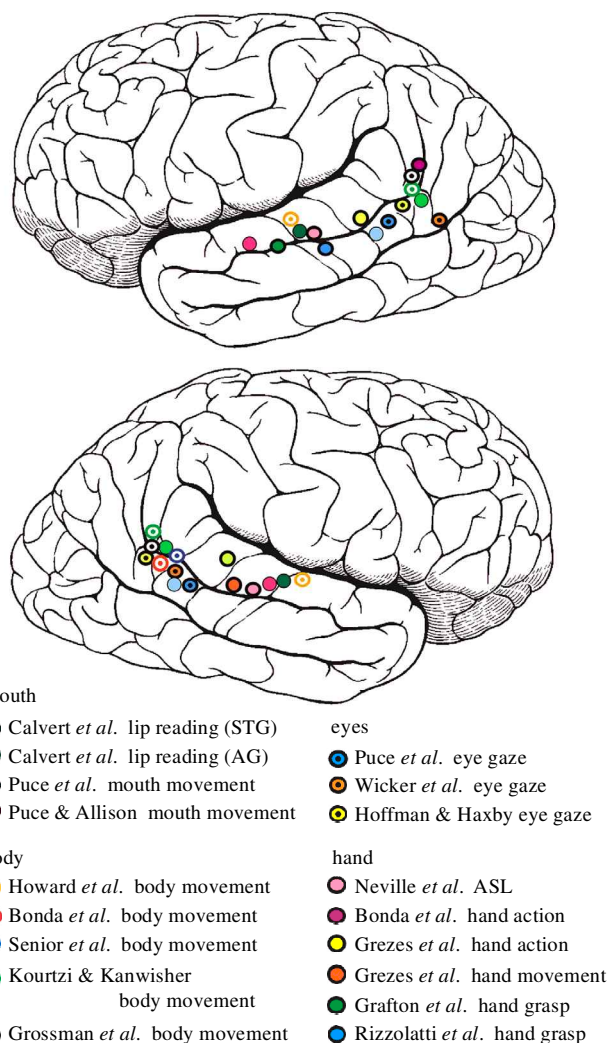 outh
Calvert et al. lip reading (STG)
Calvert et al. lip reading (AG)
Puce et al. mouth movement
Puce & Allison mouth movement
eyes
Puce et al. eye gaze
Wicker et al. eye gaze
Hoffman & Haxby eye gaze
ody
Howard et al. body movement
Bonda et al. body movement
Senior et al. body movement
Kourtzi & Kanwisher
body movement
Grossman et al. body movement
hand
Neville et al. ASL
Bonda et al. hand action
Grezes et al. hand action
Grezes et al. hand movement
Grafton et al. hand grasp
Rizzolatti et al. hand grasp